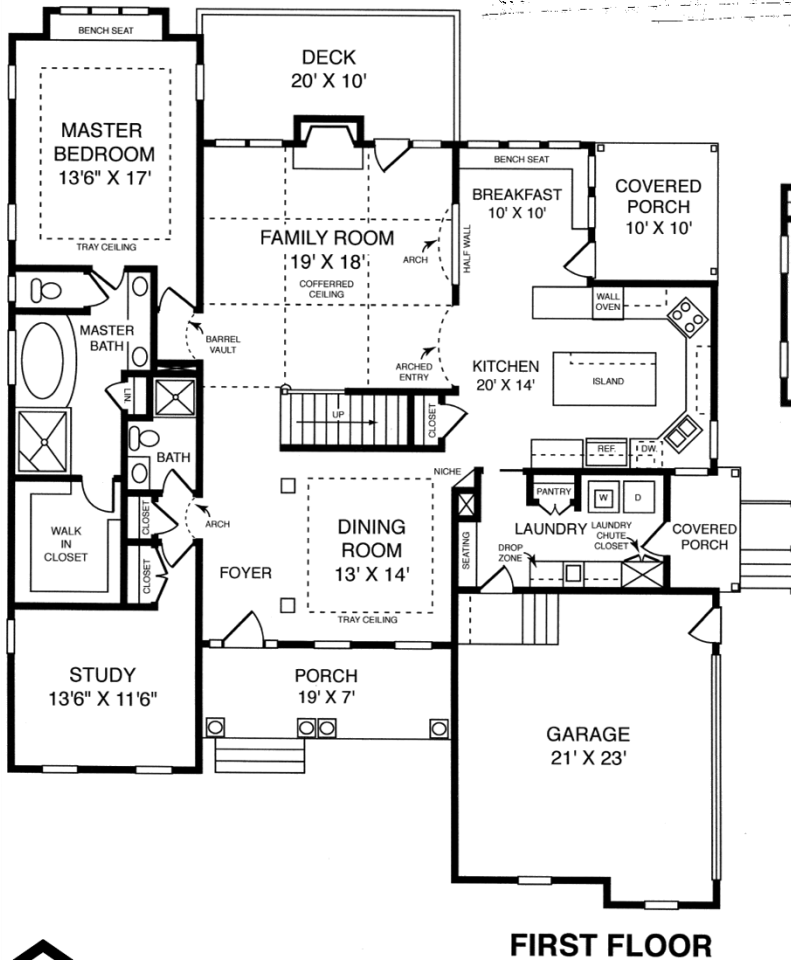 BENCH SEAT
DECK
20' X 10'
MASTER
BEDROOM
13'6" X 17'
TRAY CEILING
BENCH SEAT
BREAKFAST
10' X 10'
COVERED
PORCH
10' X 10'
FAMILY ROOM
19' X 18'
COFFERRED
CEILING
ARCH
HALF WALL
MASTER
BATH
BARREL
VAULT
WALL
OVEN
ARCHED
ENTRY
KITCHEN
20' X 14'
ISLAND
LIN.
UP
CLOSET
BATH
REF.
DW.
NICHE
PANTRY
W
D
WALK
IN
CLOSET
CLOSET
ARCH
DINING
ROOM
13' X 14'
LAUNDRY
LAUNDRY
CHUTE
CLOSET
COVERED
PORCH
SEATING
DROP
ZONE
CLOSET
FOYER
TRAY CEILING
STUDY
13'6" X 11'6"
PORCH
19' X 7'
GARAGE
21' X 23'
FIRST FLOOR